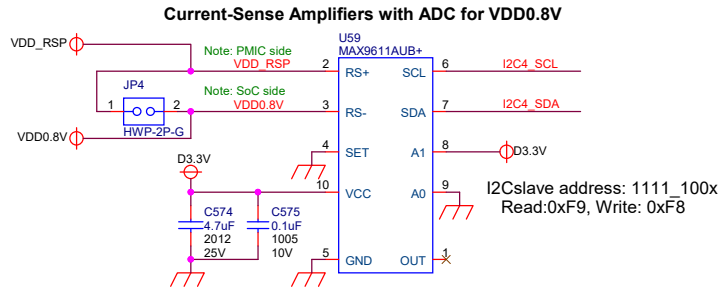 Current-Sense Amplifiers with ADC for VDD0.8V
VDD_RSP
U59
MAX9611AUB+
Note: PMIC side
VDD_RSP
2
RS+
SCL
6
I2C4_SCL
JP4
1
2
HWP-2P-G
Note: SoC side
VDD0.8V
3
RS-
SDA
7
I2C4_SDA
VDD0.8V
4
SET
A1
8
D3.3V
D3.3V
10
VCC
A0
9
I2Cslave address: 1111_100x
Read:0xF9, Write: 0xF8
C574
4.7uF
2012
25V
C575
0.1uF
1005
10V
5
GND
OUT
1